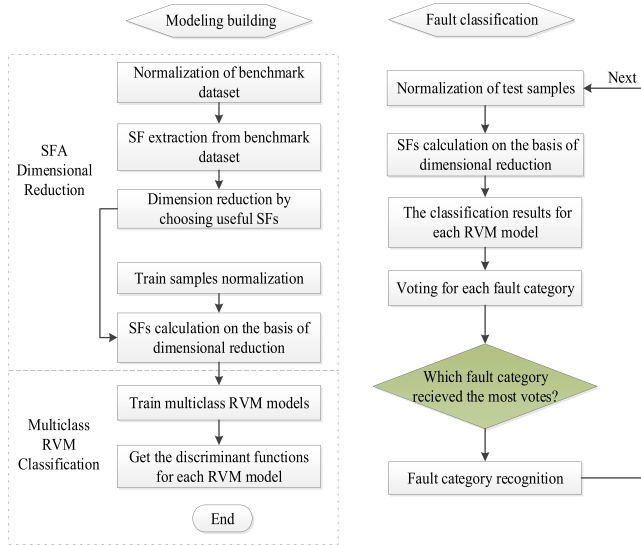 Modeling building
Normalization of benchmark
dataset
SF extraction from benchmark
dataset
SFA
Dimensional
Reduction
Dimension reduction by
choosing useful SFs
Train samples normalization
SFs calculation on the basis of
dimensional reduction
Multiclass
RVM
Classification
Train multiclass RVM models
Get the discriminant functions
for each RVM model
End
Fault classification
Next
Normalization of test samples
SFs calculation on the basis of
dimensional reduction
The classification results for
each RVM model
Voting for each fault category
Which fault category
recieved the most votes?
Fault category recognition